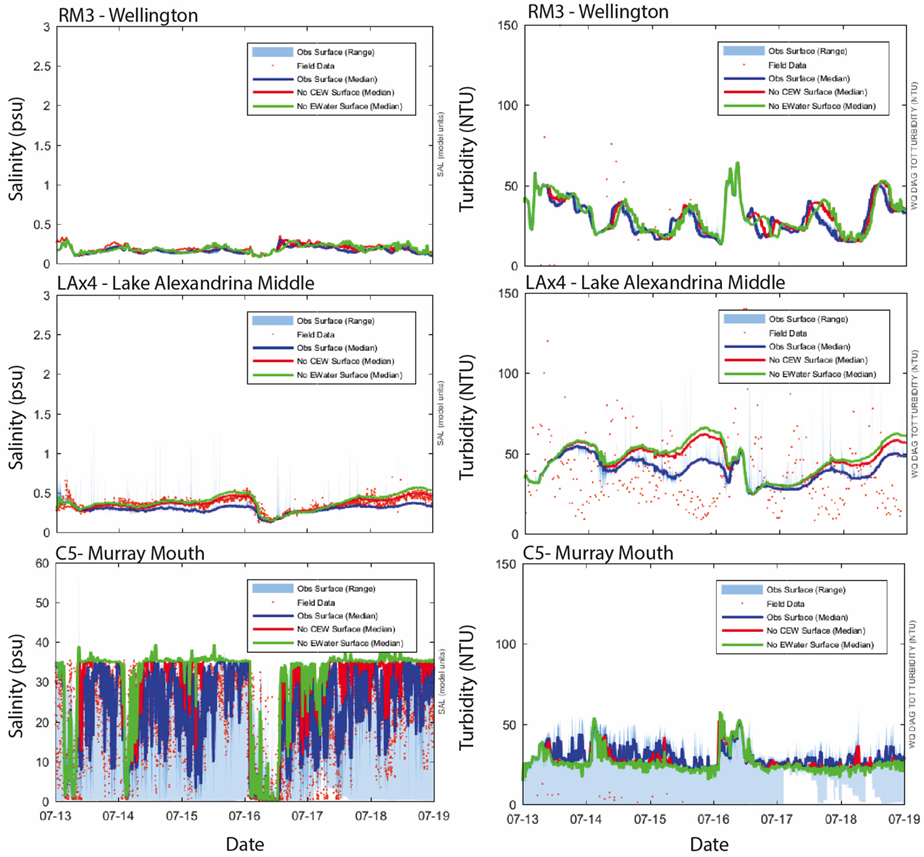 RM3 - Wellington
3
2.5
2
1.5
1
0.5
0
Salinity (psu)
SAL (model units)
Obs Surface (Range)
Field Data
Obs Surface (Median)
No CEW Surface (Median)
No EWater Surface (Median)
RM3 - Wellington
150
100
50
0
Turbidity (NTU)
WQ DIAG TOT TURBIDITY (NTU)
Obs Surface (Range)
Field Data
Obs Surface (Median)
No CEW Surface (Median)
No EWater Surface (Median)
LAx4 - Lake Alexandrina Middle
3
2.5
2
1.5
1
0.5
0
Salinity (psu)
SAL (model units)
Obs Surface (Range)
Field Data
Obs Surface (Median)
No CEW Surface (Median)
No EWater Surface (Median)
LAx4 - Lake Alexandrina Middle
150
100
50
0
Turbidity (NTU)
WQ DIAG TOT TURBIDITY (NTU)
Obs Surface (Range)
Field Data
Obs Surface (Median)
No CEW Surface (Median)
No EWater Surface (Median)
C5- Murray Mouth
60
50
40
30
20
10
0
Salinity (psu)
SAL (model units)
Obs Surface (Range)
Field Data
Obs Surface (Median)
No CEW Surface (Median)
No EWater Surface (Median)
07-13 07-14 07-15 07-16 07-17 07-18 07-19
Date
C5- Murray Mouth
150
100
50
0
Turbidity (NTU)
WQ DIAG TOT TURBIDITY (NTU)
Obs Surface (Range)
Field Data
Obs Surface (Median)
No CEW Surface (Median)
No EWater Surface (Median)
07-13 07-14 07-15 07-16 07-17 07-18 07-19
Date